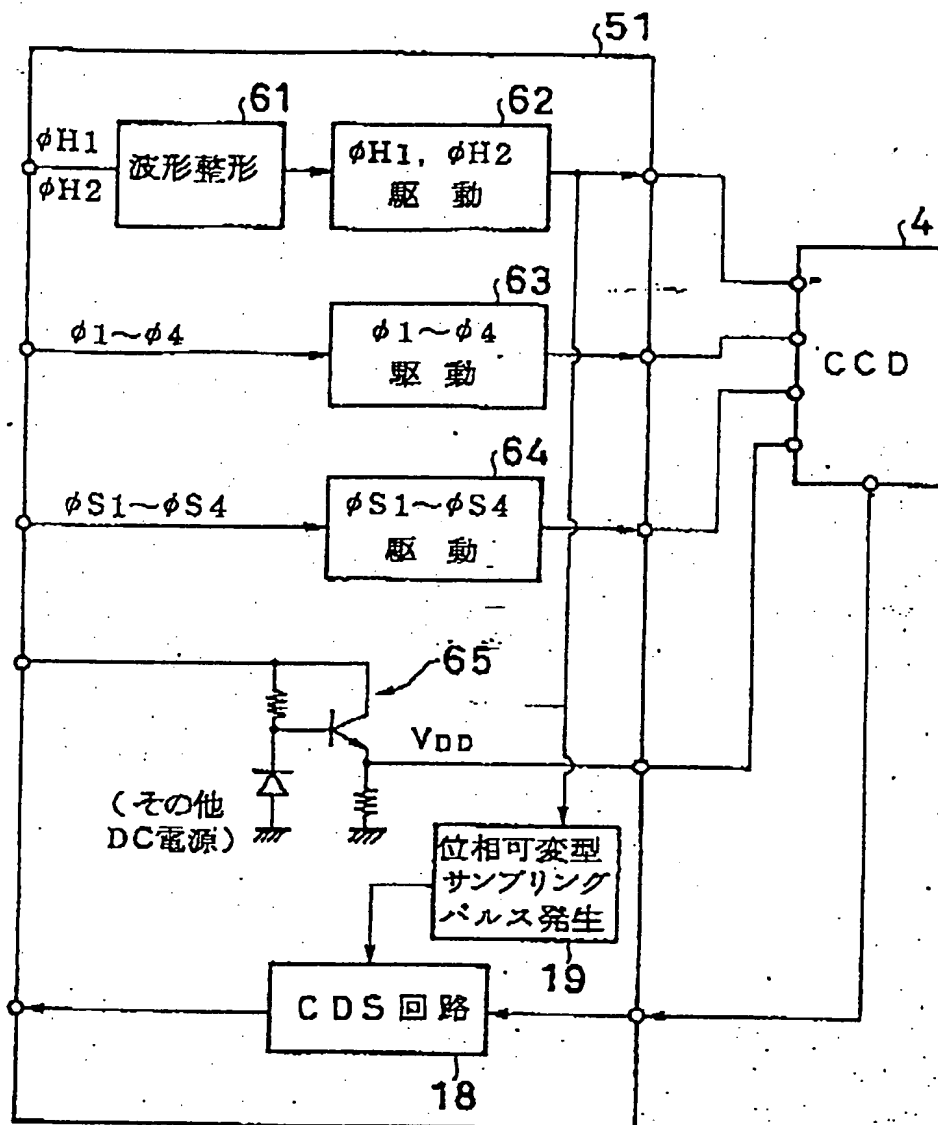 51
61
62
φH1
φH2
波形整形
φH1, φH2
駆動
4
63
φ1~φ4
φ1~φ4
駆動
CCD
64
φS1~φS4
φS1~φS4
駆動
65
VDD
(その他
DC電源)
位相可変型
サンプリング
パルス発生
19
CDS回路
18